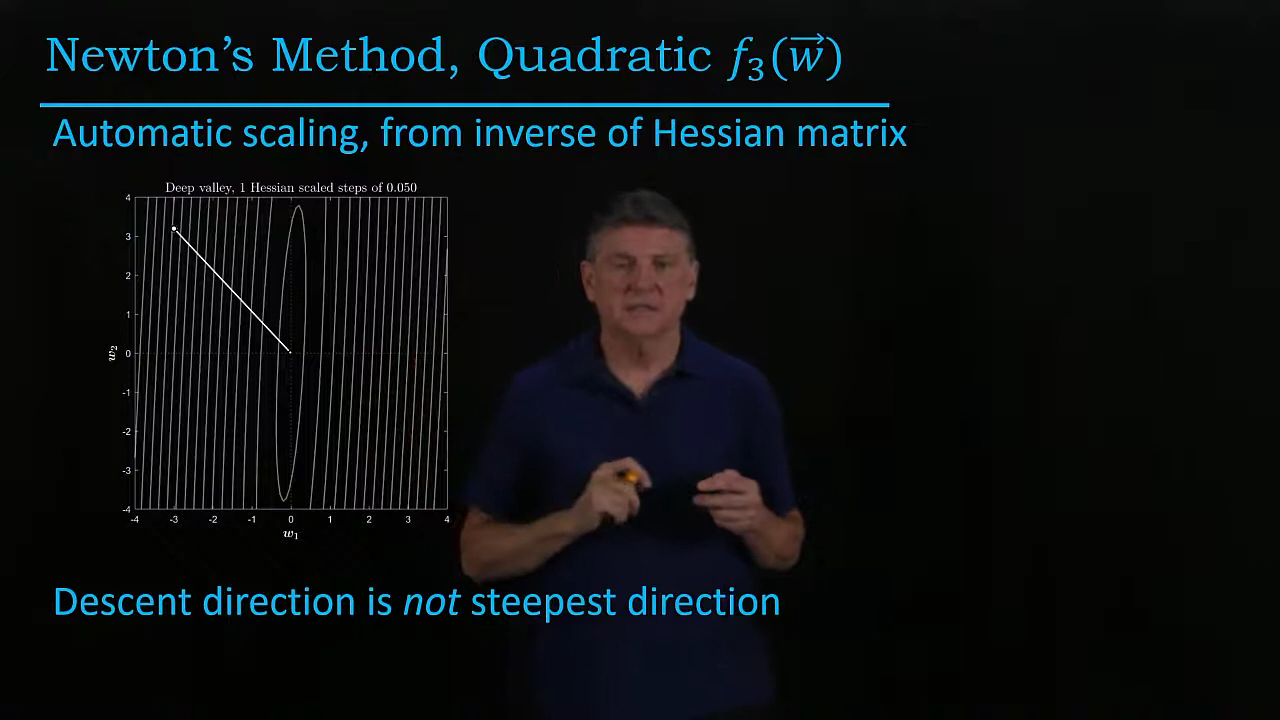 Newton's Method, Quadratic f₃(w⃗)
Automatic scaling, from inverse of Hessian matrix
Deep valley, 1 Hessian scaled steps of 0.050
4
3
2
1
0
-1
-2
-3
-4
w₂
-4 -3 -2 -1 0 1 2 3 4
w₁
Descent direction is not steepest direction